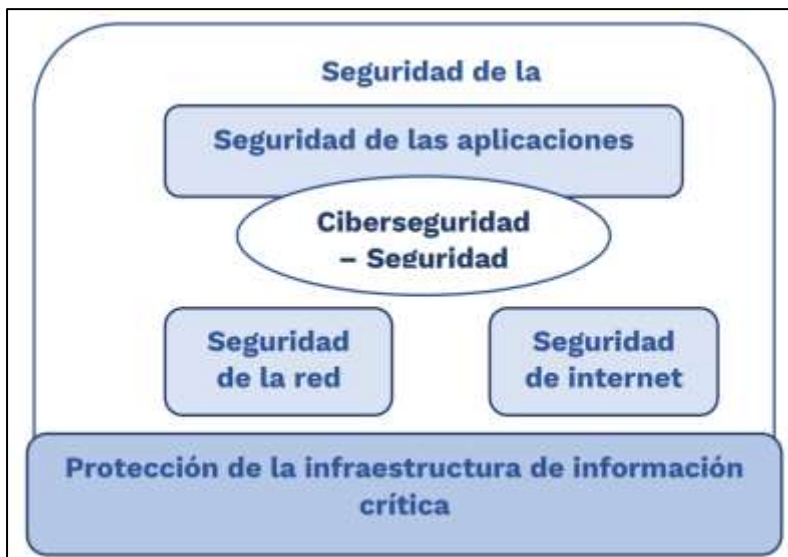 Seguridad de la
Seguridad de las aplicaciones
Ciberseguridad
– Seguridad
Seguridad
de la red
Seguridad
de internet
Protección de la infraestructura de información
crítica